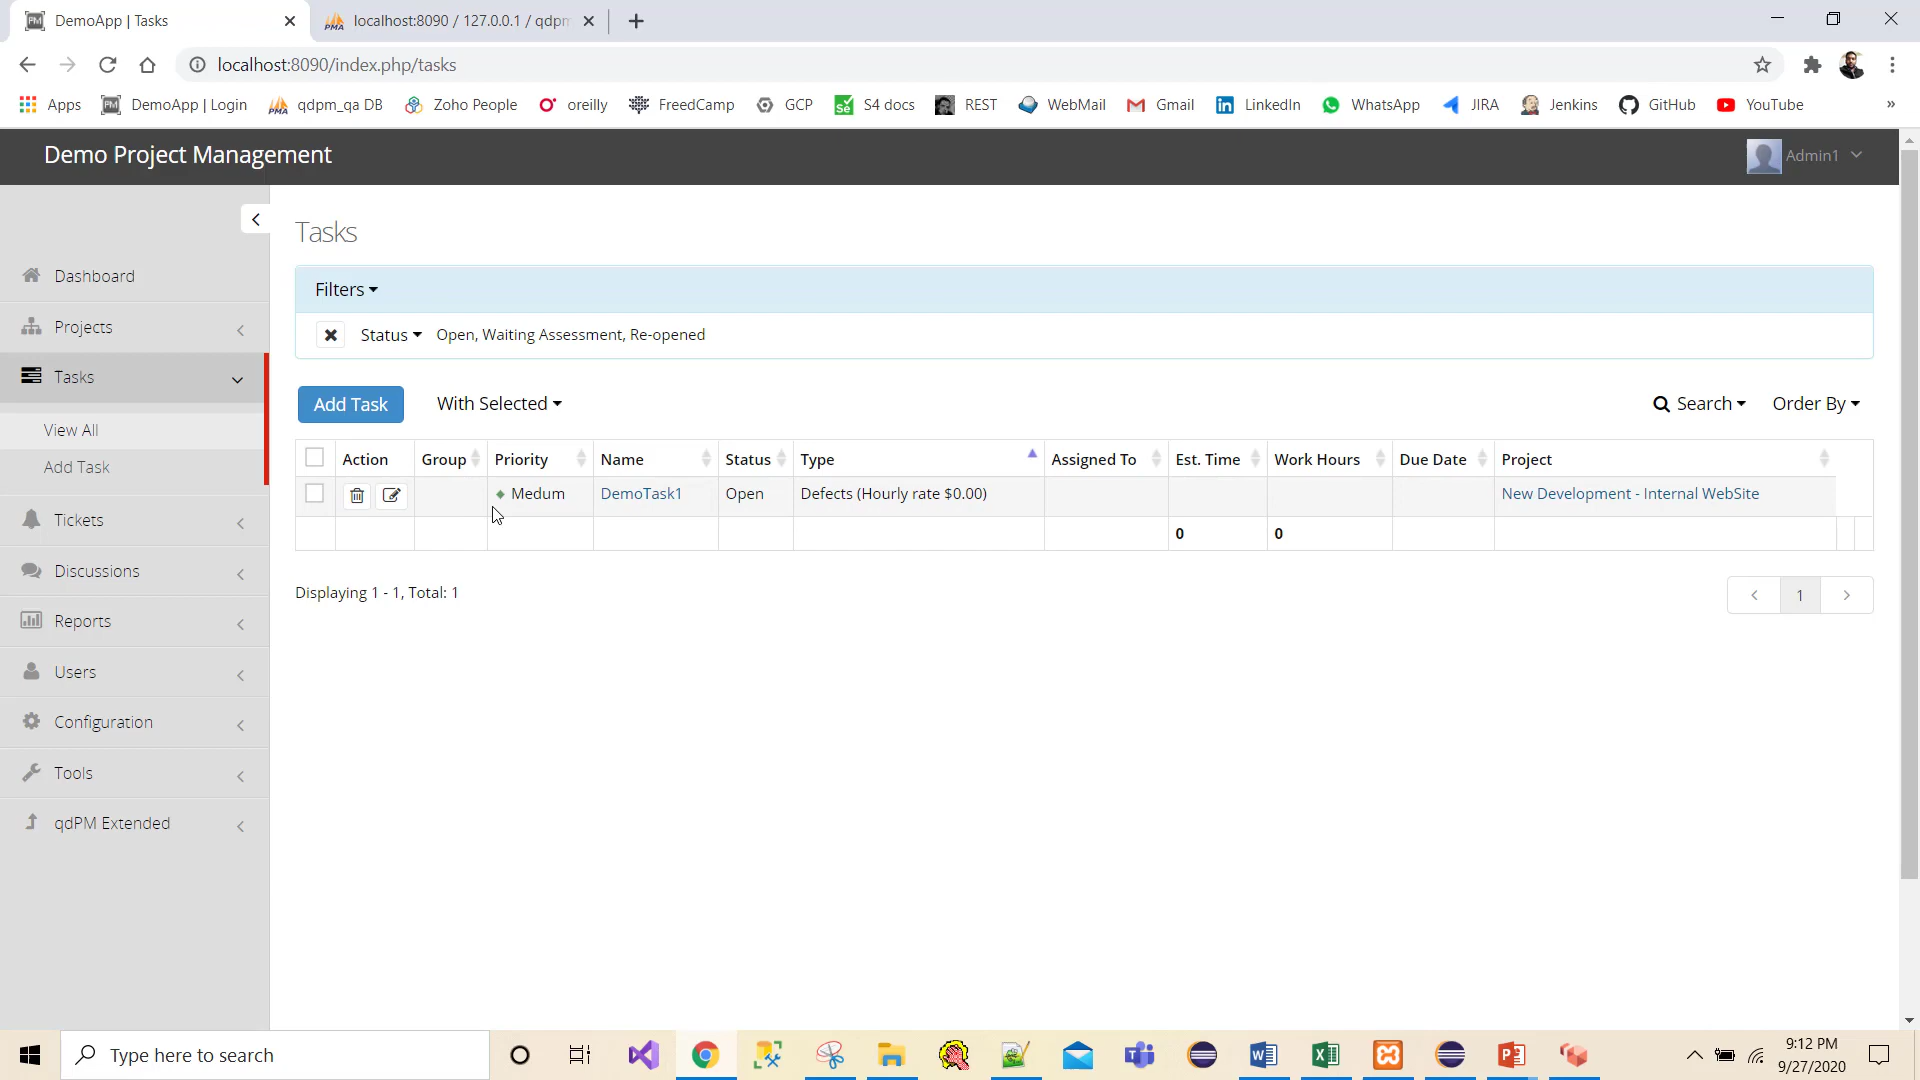 DemoApp | Tasks
localhost:8090 / 127.0.0.1 / qdpm
localhost:8090/index.php/tasks
Apps DemoApp | Login qdpm_qa DB Zoho People oreilly FreedCamp GCP S4 docs REST WebMail Gmail LinkedIn WhatsApp JIRA Jenkins GitHub YouTube »
Demo Project Management
Admin1
Tasks
Filters
Status Open, Waiting Assessment, Re-opened
Add Task With Selected Search Order By
Action Group Priority Name Status Type Assigned To Est. Time Work Hours Due Date Project
Medum DemoTask1 Open Defects (Hourly rate $0.00) New Development - Internal WebSite
0 0
Displaying 1 - 1, Total: 1
1
Dashboard
Projects
Tasks
View All
Add Task
Tickets
Discussions
Reports
Users
Configuration
Tools
qdPM Extended
Type here to search
9:12 PM
9/27/2020